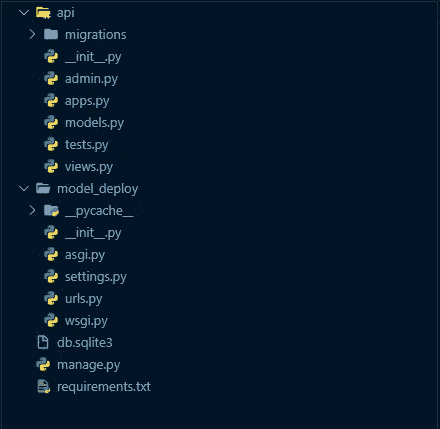 api
migrations
__init__.py
admin.py
apps.py
models.py
tests.py
views.py
model_deploy
__pycache__
__init__.py
asgi.py
settings.py
urls.py
wsgi.py
db.sqlite3
manage.py
requirements.txt